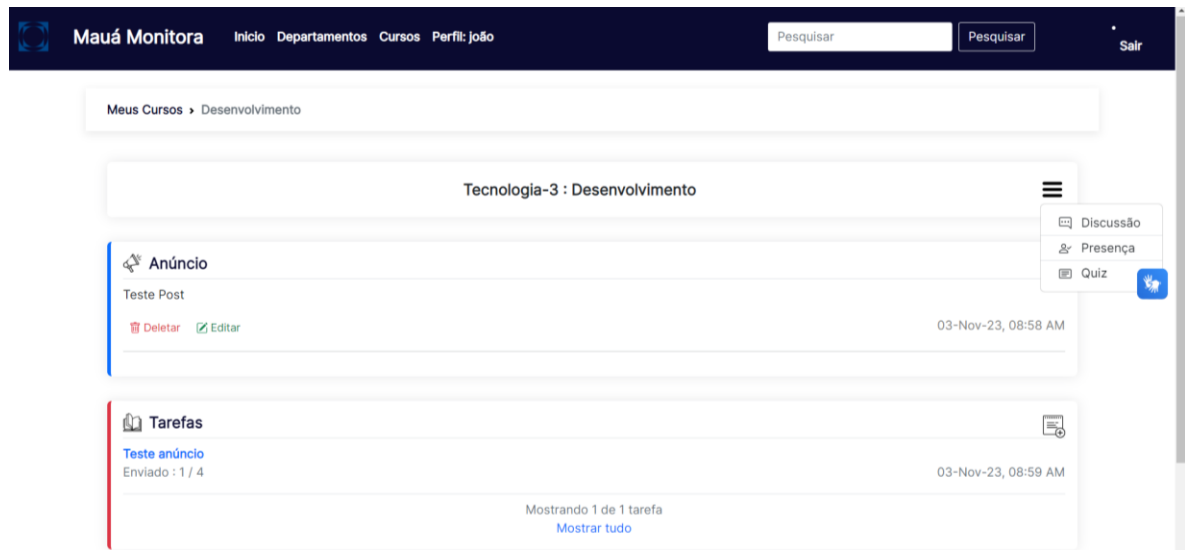 Mauá Monitora Inicio Departamentos Cursos Perfil: joão Pesquisar Pesquisar Sair
Meus Cursos › Desenvolvimento
Tecnologia-3 : Desenvolvimento
Discussão
Presença
Quiz
Anúncio
Teste Post
Deletar Editar 03-Nov-23, 08:58 AM
Tarefas
Teste anúncio
Enviado : 1 / 4 03-Nov-23, 08:59 AM
Mostrando 1 de 1 tarefa
Mostrar tudo